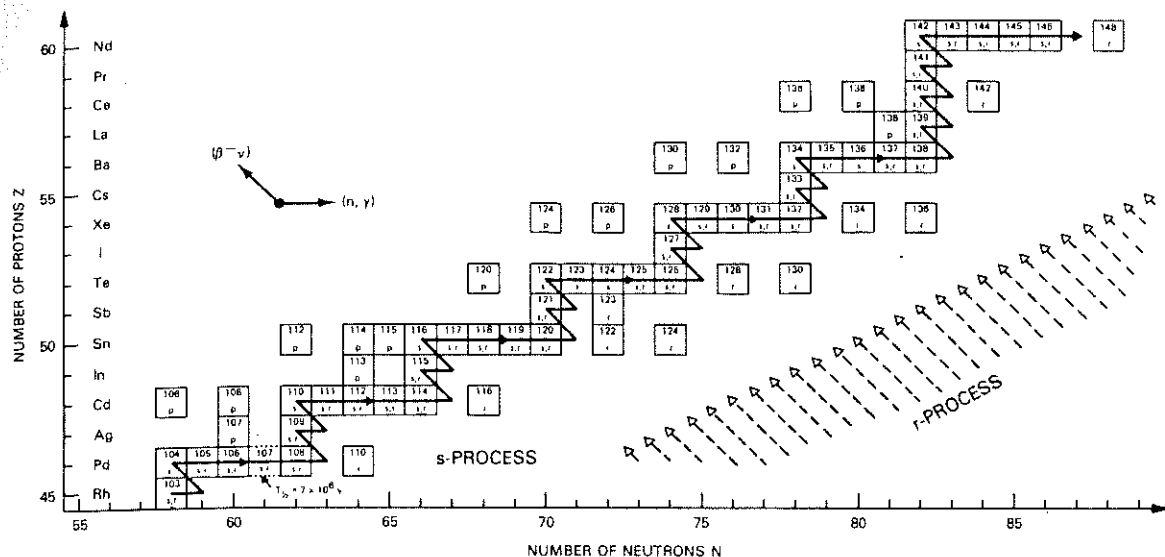 NUMBER OF PROTONS Z
60
55
50
45
Nd
Pr
Ce
La
Ba
Cs
Xe
I
Te
Sb
Sn
In
Cd
Ag
Pd
Rh
142 143 144 145 146 148
s s,r s,r s,r s,r r
141
s,r
136 138 140 142
p p s,r r
138 139
p s,r
130 132 134 135 136 137 138
p p s s,r s s,r s,r
133
s,r
124 126 128 129 130 131 134 136
p p s s,r s s,r r r
127
s,r
120 122 123 124 125 128 130
p s s s s,r r r
121 123
s,r r
112 114 115 116 117 118 119 120 122 124
p p p s s,r s,r s,r s,r r r
113 115
p s,r
106 108 110 111 112 113 114 116
p p s s,r s,r s,r s,r r
107 109
p s,r
104 105 106 107 108 110
s s,r s,r s,r s,r r
103
s,r
(β⁻ν)
(n, γ)
s-PROCESS
r-PROCESS
T½ = 7 x 10⁶ y
55 60 65 70 75 80 85
NUMBER OF NEUTRONS N